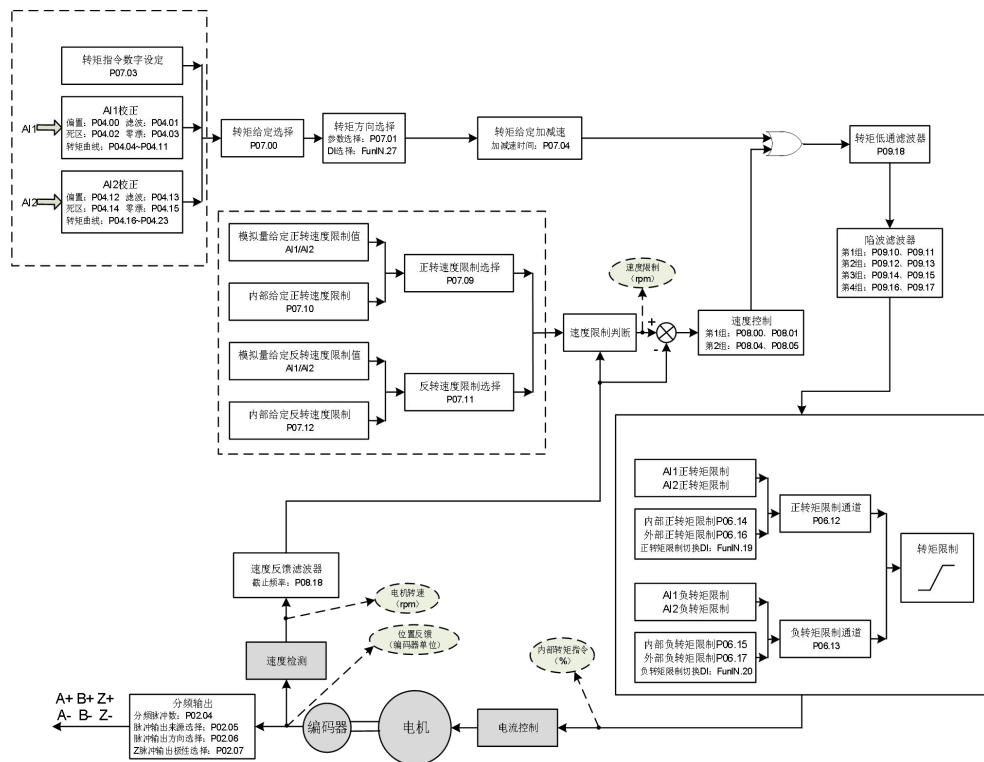 转矩指令数字设定
P07.03
AI1
AI1校正
偏置：P04.00 滤波：P04.01
死区：P04.02 零漂：P04.03
转矩曲线：P04.04~P04.11
AI2
AI2校正
偏置：P04.12 滤波：P04.13
死区：P04.14 零漂：P04.15
转矩曲线：P04.16~P04.23
转矩给定选择
P07.00
转矩方向选择
参数选择：P07.01
DI选择：FunIN.27
转矩给定加减速
加减速时间：P07.04
转矩低通滤波器
P09.18
陷波滤波器
第1组：P09.10、P09.11
第2组：P09.12、P09.13
第3组：P09.14、P09.15
第4组：P09.16、P09.17
模拟量给定正转速度限制值
AI1/AI2
内部给定正转速度限制
P07.10
正转速度限制选择
P07.09
模拟量给定反转速度限制值
AI1/AI2
内部给定反转速度限制
P07.12
反转速度限制选择
P07.11
速度限制判断
速度限制
（rpm）
+
-
速度控制
第1组：P08.00、P08.01
第2组：P08.04、P08.05
AI1正转矩限制
AI2正转矩限制
内部正转矩限制P06.14
外部正转矩限制P06.16
正转矩限制切换DI：FunIN.19
正转矩限制通道
P06.12
AI1负转矩限制
AI2负转矩限制
内部负转矩限制P06.15
外部负转矩限制P06.17
负转矩限制切换DI：FunIN.20
负转矩限制通道
P06.13
转矩限制
速度反馈滤波器
截止频率：P08.18
电机转速
（rpm）
位置反馈
（编码器单位）
速度检测
内部转矩指令
（%）
A+ B+ Z+
A- B- Z-
分频输出
分频脉冲数：P02.04
脉冲输出来源选择：P02.05
脉冲输出方向选择：P02.06
Z脉冲输出极性选择：P02.07
编码器
电机
电流控制